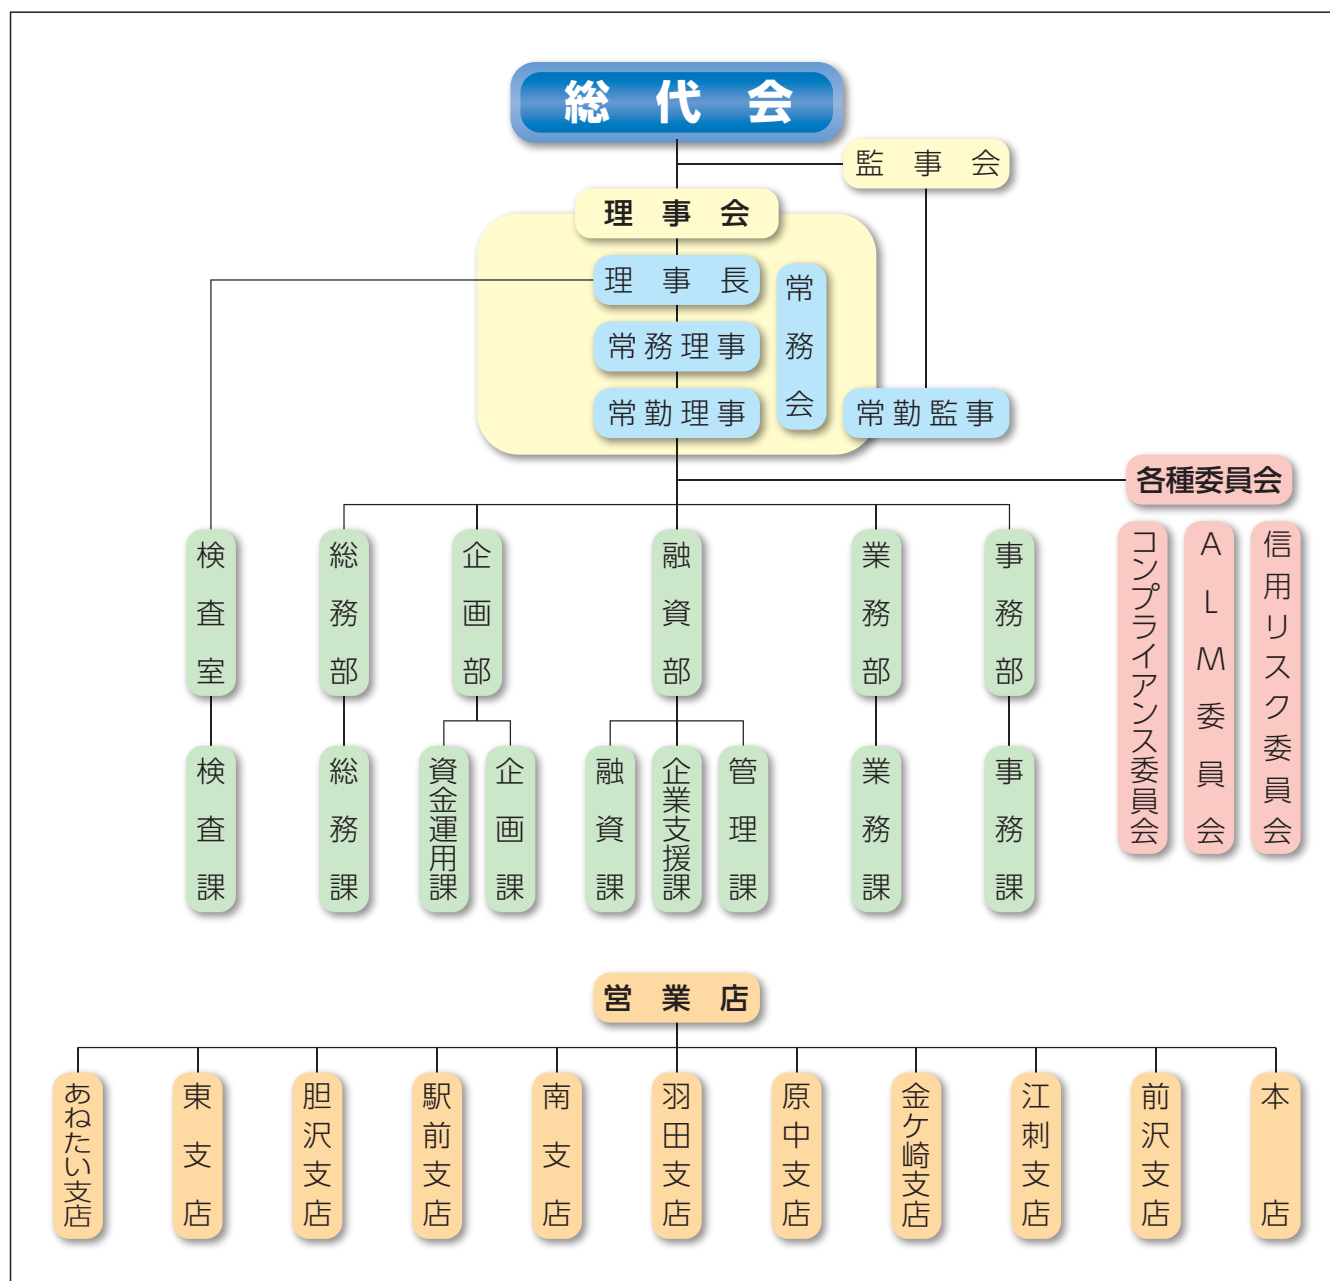 総代会
監事会
理事会
理事長
常務会
常務理事
常勤理事
常勤監事
各種委員会
検査室
総務部
企画部
融資部
業務部
事務部
コンプライアンス委員会
ALM委員会
信用リスク委員会
検査課
総務課
資金運用課
企画課
融資課
企業支援課
管理課
業務課
事務課
営業店
あねたい支店
東支店
胆沢支店
駅前支店
南支店
羽田支店
原中支店
金ケ崎支店
江刺支店
前沢支店
本店